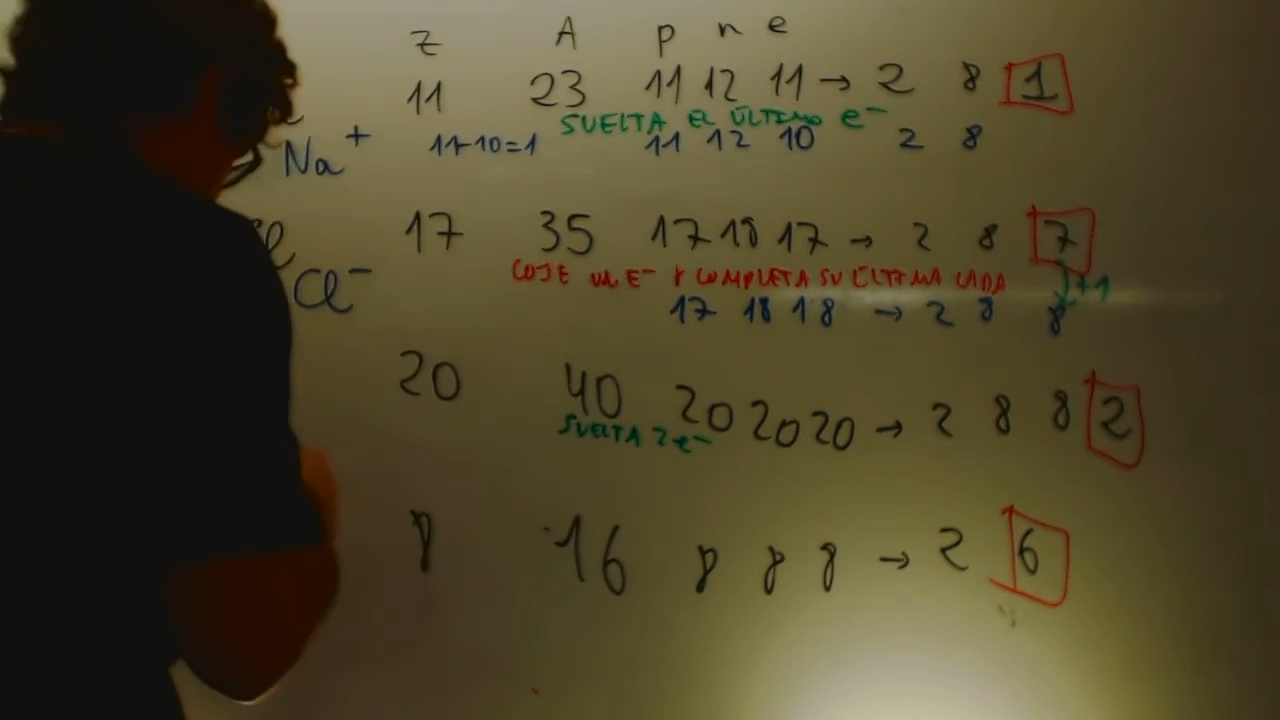 Z A p n e
11 23 11 12 11 → 2 8 1
SUELTA EL ÚLTIMO e⁻
Na⁺ 11-10=1 11 12 10 2 8
17 35 17 18 17 → 2 8 7
COJE UN E⁻ Y COMPLETA SU ÚLTIMA CADA +1
Cl⁻ 17 18 18 → 2 8 8
20 40 20 20 20 → 2 8 8 2
SUELTA 2 e⁻
8 16 8 8 8 → 2 6